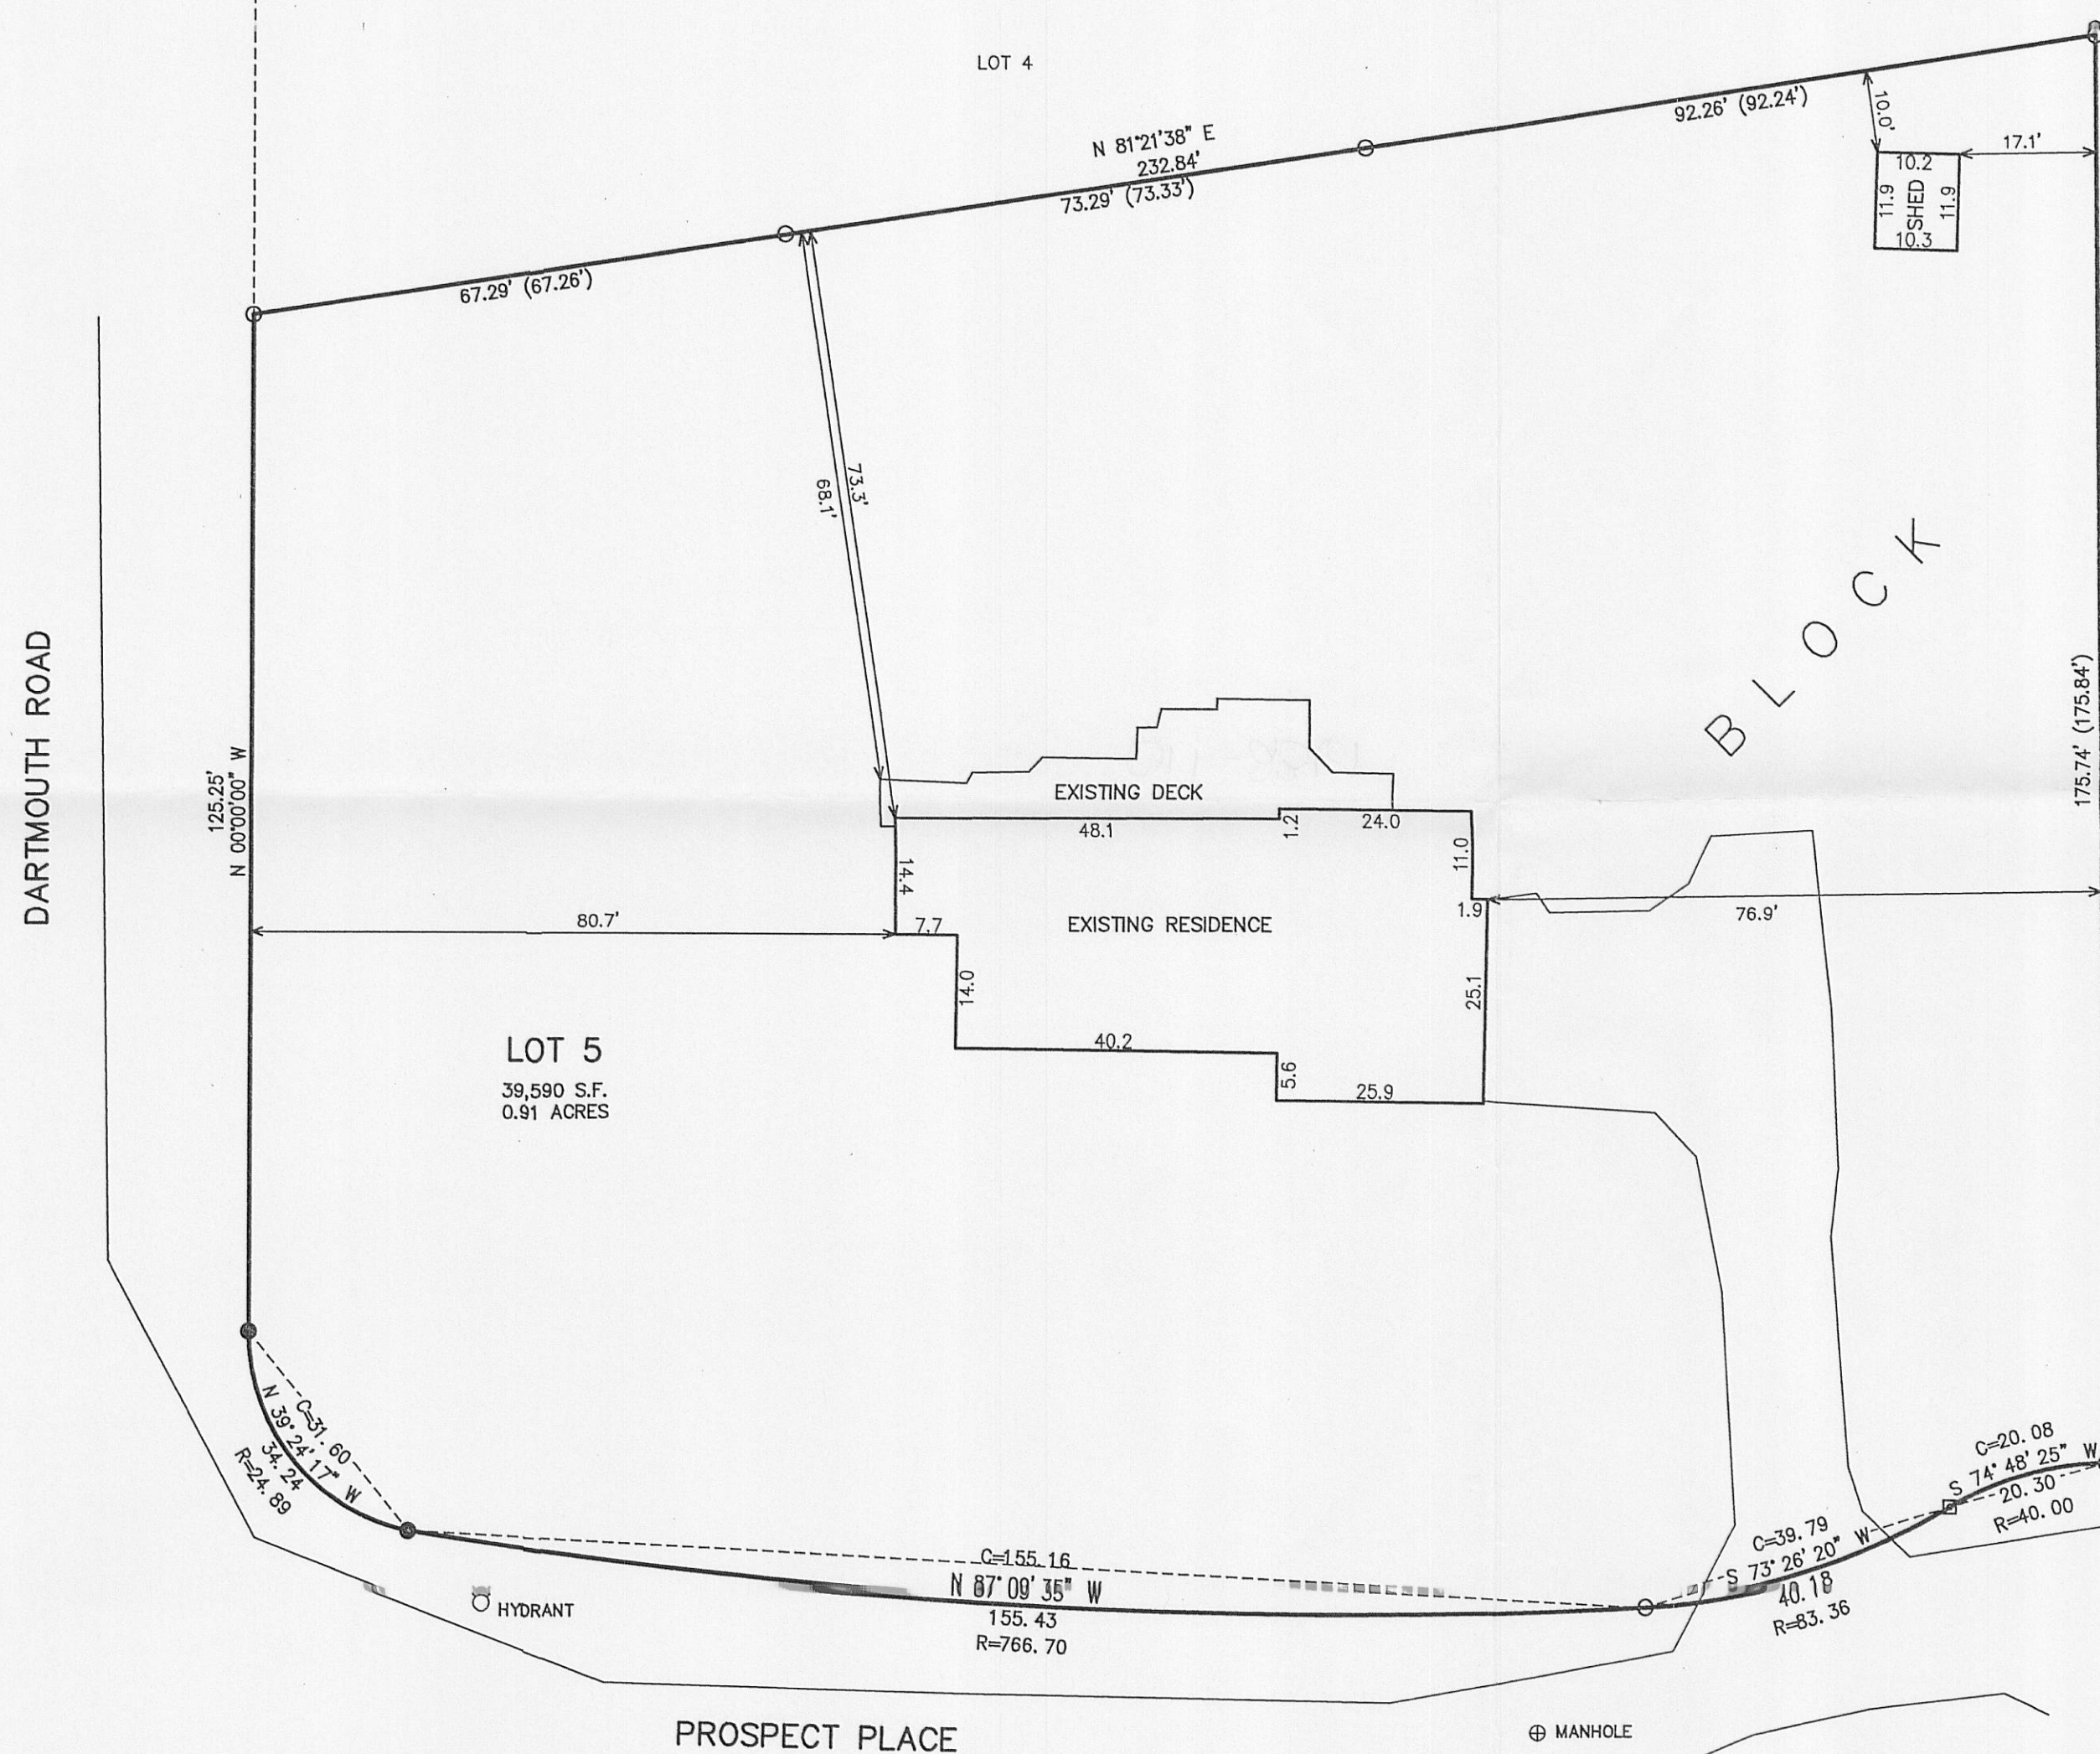 LOT 4
N 81°21'38" E
232.84'
73.29' (73.33')
92.26' (92.24')
67.29' (67.26')
10.0'
17.1'
10.2
11.9
SHED
11.9
10.3
73.3'
68.1'
BLOCK
175.74' (175.84')
DARTMOUTH ROAD
125.25'
N 00°00'00" W
EXISTING DECK
48.1
1.2
24.0
14.4
11.0
80.7'
7.7
EXISTING RESIDENCE
1.9
76.9'
14.0
25.1
40.2
5.6
25.9
LOT 5
39,590 S.F.
0.91 ACRES
C=31.60
N 39°24'17" W
34.24
R=24.89
C=155.16
N 87°09'35" W
155.43
R=766.70
C=39.79
S 73°26'20" W
40.18
R=83.36
C=20.08
S 74°48'25" W
20.30
R=40.00
HYDRANT
PROSPECT PLACE
MANHOLE